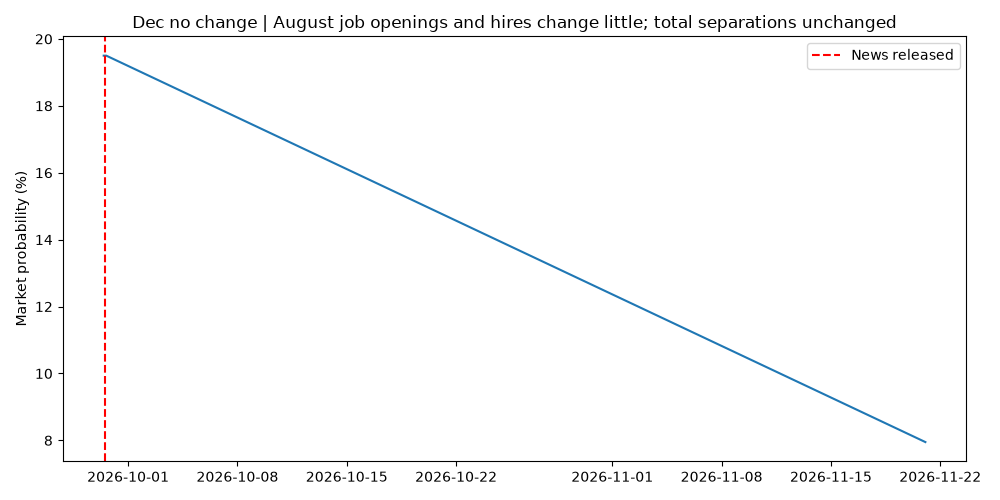 Dec no change | August job openings and hires change little; total separations unchanged
News released
Market probability (%)
20
18
16
14
12
10
8
2026-10-01 2026-10-08 2026-10-15 2026-10-22 2026-11-01 2026-11-08 2026-11-15 2026-11-22